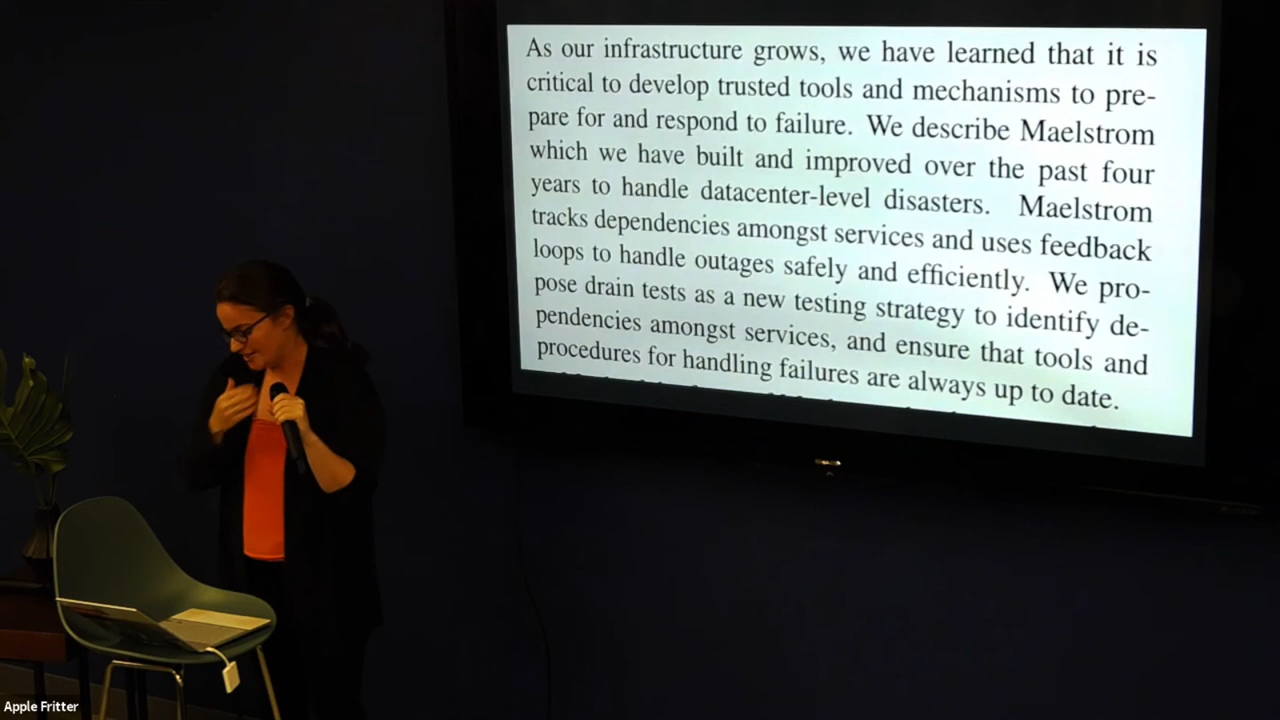 As our infrastructure grows, we have learned that it is
critical to develop trusted tools and mechanisms to pre-
pare for and respond to failure. We describe Maelstrom
which we have built and improved over the past four
years to handle datacenter-level disasters. Maelstrom
tracks dependencies amongst services and uses feedback
loops to handle outages safely and efficiently. We pro-
pose drain tests as a new testing strategy to identify de-
pendencies amongst services, and ensure that tools and
procedures for handling failures are always up to date.
Apple Fritter